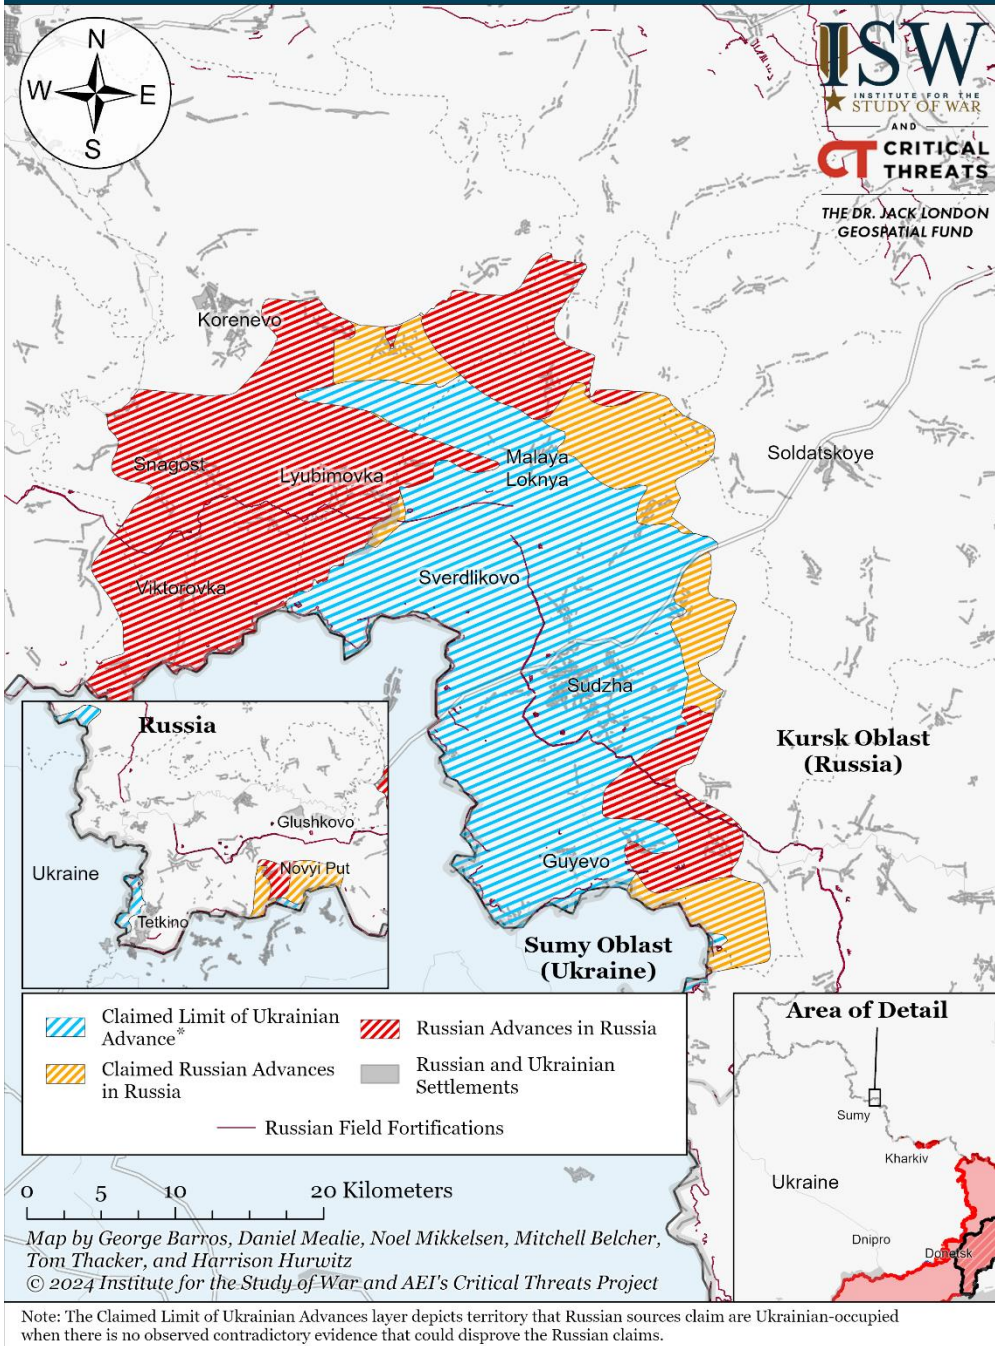 N
W
E
S
ISW
INSTITUTE FOR THE
STUDY OF WAR
AND
CT CRITICAL
THREATS
THE DR. JACK LONDON
GEOSPATIAL FUND
Korenevo
Snagost
Lyubimovka
Malaya
Loknya
Soldatskoye
Viktorovka
Sverdlikovo
Sudzha
Kursk Oblast
(Russia)
Guyevo
Sumy Oblast
(Ukraine)
Russia
Glushkovo
Ukraine
Novyi Put
Tetkino
Claimed Limit of Ukrainian
Advance*
Russian Advances in Russia
Claimed Russian Advances
in Russia
Russian and Ukrainian
Settlements
Russian Field Fortifications
Area of Detail
Sumy
Kharkiv
Ukraine
Dnipro
Donetsk
0 5 10 20 Kilometers
Map by George Barros, Daniel Mealie, Noel Mikkelsen, Mitchell Belcher,
Tom Thacker, and Harrison Hurwitz
© 2024 Institute for the Study of War and AEI's Critical Threats Project
Note: The Claimed Limit of Ukrainian Advances layer depicts territory that Russian sources claim are Ukrainian-occupied
when there is no observed contradictory evidence that could disprove the Russian claims.